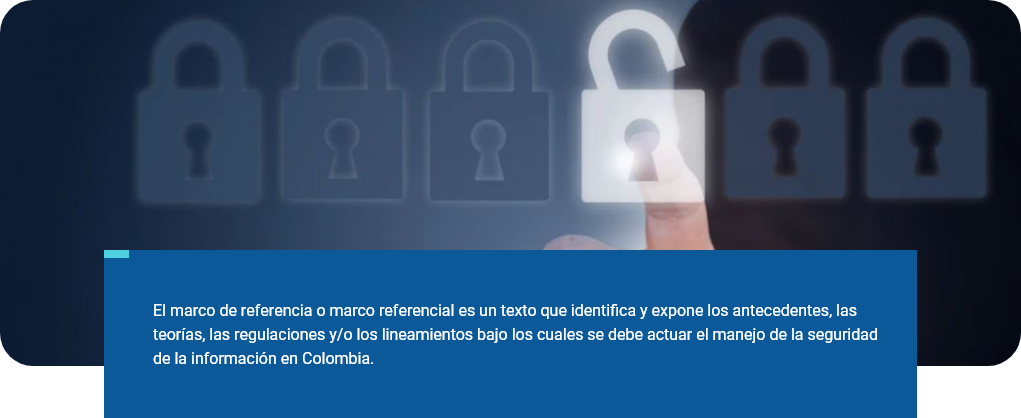 El marco de referencia o marco referencial es un texto que identifica y expone los antecedentes, las
teorías, las regulaciones y/o los lineamientos bajo los cuales se debe actuar el manejo de la seguridad
de la información en Colombia.